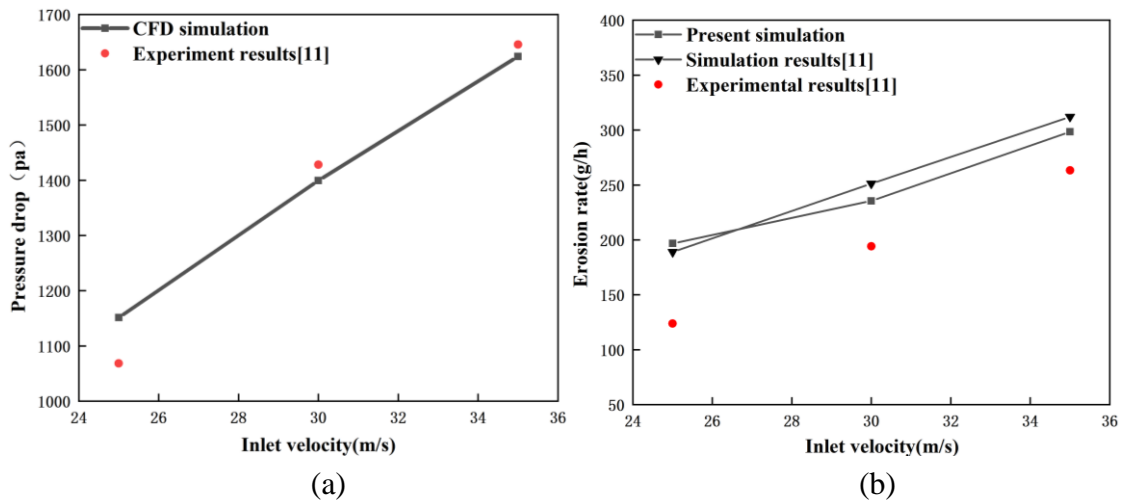 1700
1600
1500
1400
1300
1200
1100
1000
24
26
28
30
32
34
36
Pressure drop（pa）
Inlet velocity(m/s)
CFD simulation
Experiment results[11]
(a)
400
350
300
250
200
150
100
50
24
26
28
30
32
34
36
Erosion rate(g/h)
Inlet velocity(m/s)
Present simulation
Simulation results[11]
Experimental results[11]
(b)